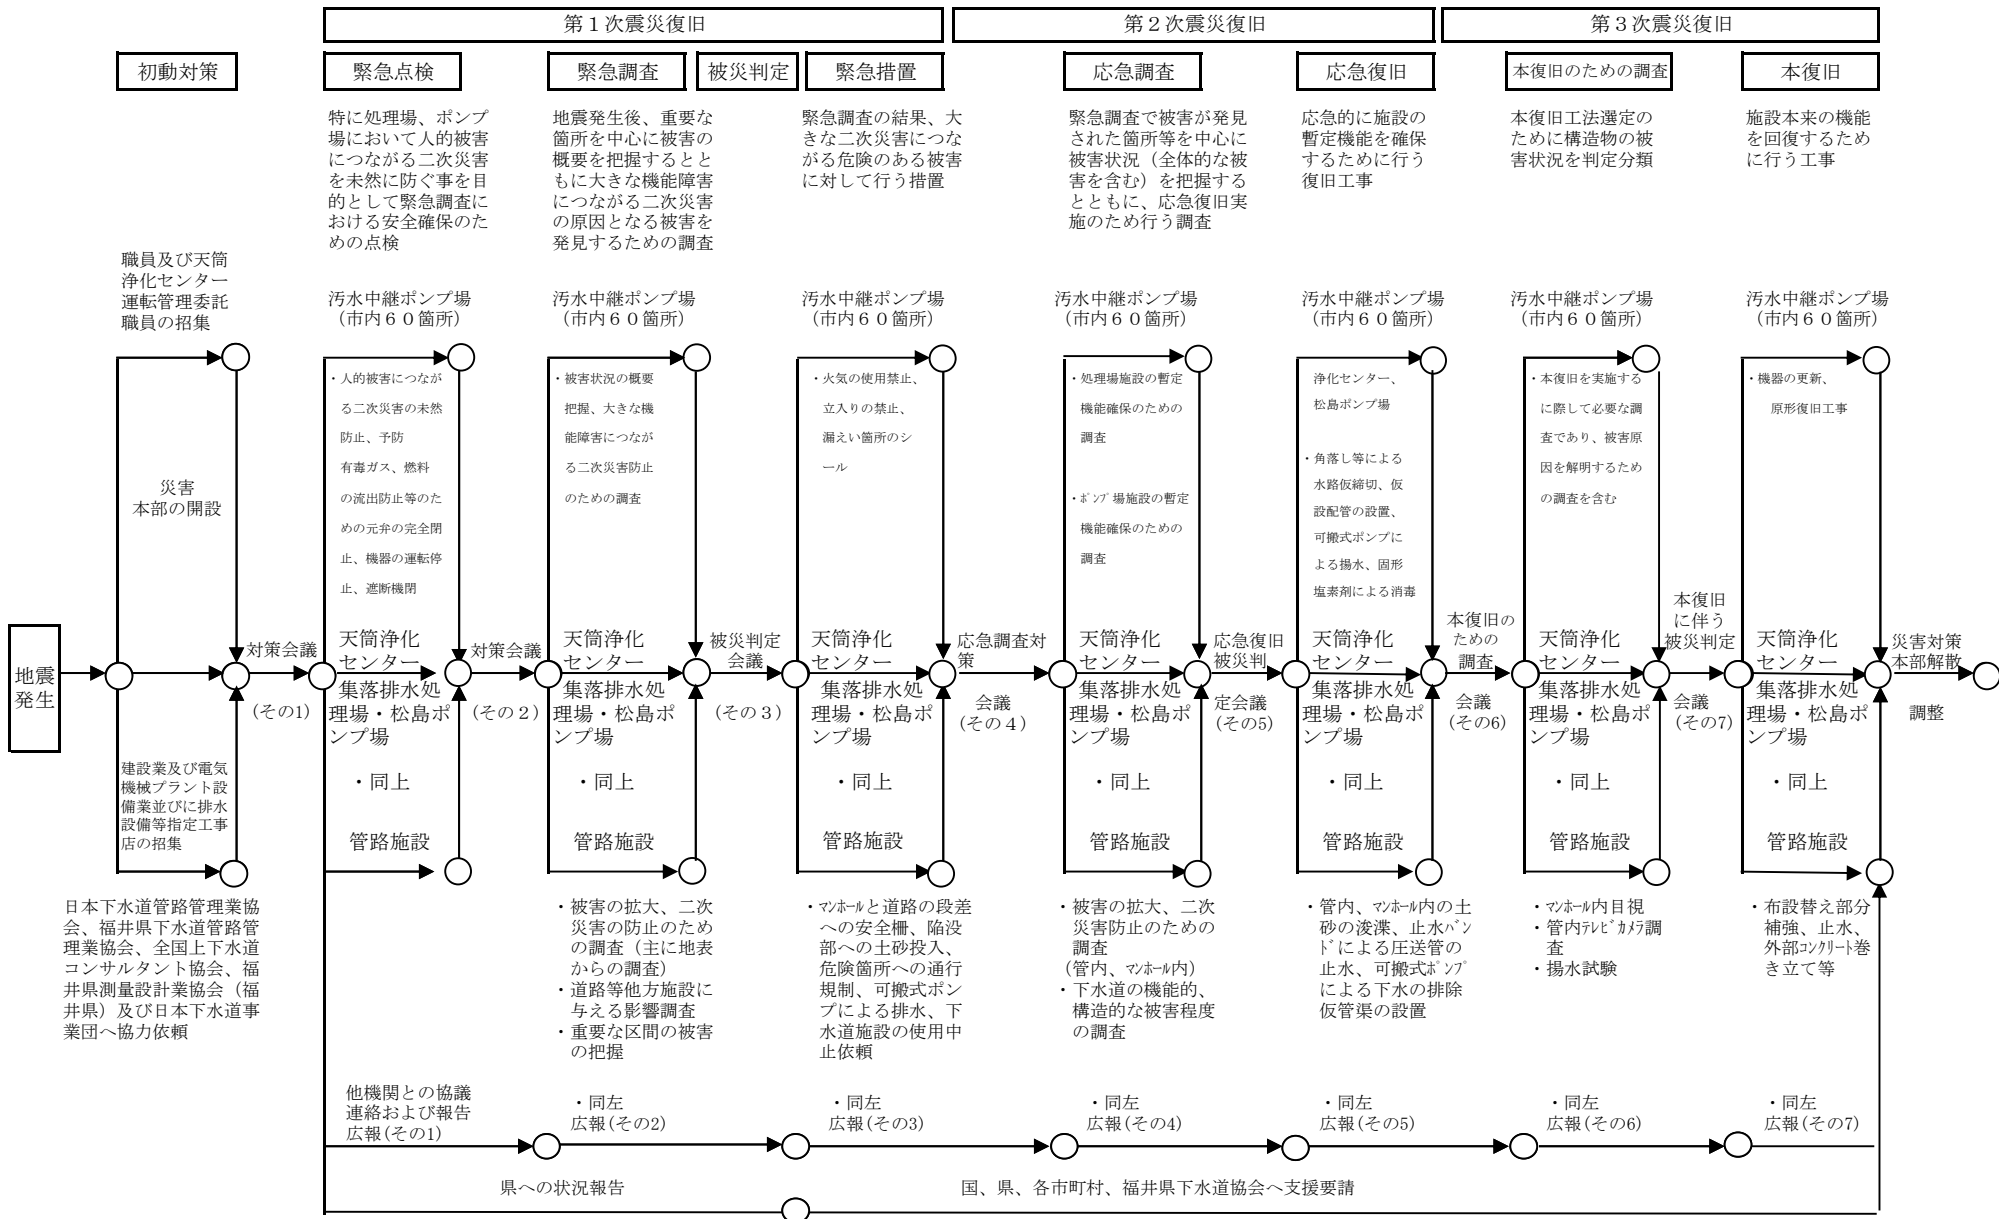 第１次震災復旧
第２次震災復旧
第３次震災復旧
初動対策
緊急点検
緊急調査
被災判定
緊急措置
応急調査
応急復旧
本復旧のための調査
本復旧
特に処理場、ポンプ
場において人的被害
につながる二次災害
を未然に防ぐ事を目
的として緊急調査に
おける安全確保のた
めの点検
地震発生後、重要な
箇所を中心に被害の
概要を把握するとと
もに大きな機能障害
につながる二次災害
の原因となる被害を
発見するための調査
緊急調査の結果、大
きな二次災害につな
がる危険のある被害
に対して行う措置
緊急調査で被害が発見
された箇所等を中心に
被害状況（全体的な被
害を含む）を把握する
とともに、応急復旧実
施のため行う調査
応急的に施設の
暫定機能を確保
するために行う
復旧工事
本復旧工法選定の
ために構造物の被
害状況を判定分類
施設本来の機能
を回復するため
に行う工事
職員及び天筒
浄化センター
運転管理委託
職員の招集
汚水中継ポンプ場
（市内６０箇所）
汚水中継ポンプ場
（市内６０箇所）
汚水中継ポンプ場
（市内６０箇所）
汚水中継ポンプ場
（市内６０箇所）
汚水中継ポンプ場
（市内６０箇所）
汚水中継ポンプ場
（市内６０箇所）
汚水中継ポンプ場
（市内６０箇所）
・人的被害につなが
る二次災害の未然
防止、予防
有毒ガス、燃料
の流出防止等のた
めの元弁の完全閉
止、機器の運転停
止、遮断機閉
・被害状況の概要
把握、大きな機
能障害につなが
る二次災害防止
のための調査
・火気の使用禁止、
立入りの禁止、
漏えい箇所のシ
ール
・処理場施設の暫定
機能確保のための
調査
・ﾎﾟﾝﾌﾟ場施設の暫定
機能確保のための
調査
浄化センター、
松島ポンプ場
・角落し等による
水路仮締切、仮
設配管の設置、
可搬式ポンプに
よる揚水、固形
塩素剤による消毒
・本復旧を実施する
に際して必要な調
査であり、被害原
因を解明するため
の調査を含む
・機器の更新、
原形復旧工事
災害
本部の開設
地震
発生
対策会議
(その1)
天筒浄化
センター
集落排水処
理場・松島ポ
ンプ場
・同上
管路施設
対策会議
(その２)
天筒浄化
センター
集落排水処
理場・松島ポ
ンプ場
・同上
管路施設
被災判定
会議
(その３)
天筒浄化
センター
集落排水処
理場・松島ポ
ンプ場
・同上
管路施設
応急調査対
策
会議
(その４)
天筒浄化
センター
集落排水処
理場・松島ポ
ンプ場
・同上
管路施設
応急復旧
被災判
定会議
(その5)
天筒浄化
センター
集落排水処
理場・松島ポ
ンプ場
・同上
管路施設
本復旧の
ための
調査
会議
(その6)
天筒浄化
センター
集落排水処
理場・松島ポ
ンプ場
・同上
管路施設
本復旧
に伴う
被災判定
会議
(その7)
天筒浄化
センター
集落排水処
理場・松島ポ
ンプ場
・同上
管路施設
災害対策
本部解散
調整
建設業及び電気
機械プラント設
備業並びに排水
設備等指定工事
店の招集
日本下水道管路管理業協
会、福井県下水道管路管
理業協会、全国上下水道
コンサルタント協会、福
井県測量設計業協会（福
井県）及び日本下水道事
業団へ協力依頼
・被害の拡大、二次
災害の防止のため
の調査（主に地表
からの調査）
・道路等他方施設に
与える影響調査
・重要な区間の被害
の把握
・ﾏﾝﾎｰﾙと道路の段差
への安全柵、陥没
部への土砂投入、
危険箇所への通行
規制、可搬式ポン
プによる排水、下
水道施設の使用中
止依頼
・被害の拡大、二次
災害防止のための
調査
（管内、ﾏﾝﾎｰﾙ内）
・下水道の機能的、
構造的な被害程度
の調査
・管内、ﾏﾝﾎｰﾙ内の土
砂の浚渫、止水ﾊﾞﾝ
ﾄﾞによる圧送管の
止水、可搬式ﾎﾟﾝﾌﾟ
による下水の排除
仮管渠の設置
・ﾏﾝﾎｰﾙ内目視
・管内ﾃﾚﾋﾞｶﾒﾗ調
査
・揚水試験
・布設替え部分
補強、止水、
外部ｺﾝｸﾘｰﾄ巻
き立て等
他機関との協議
連絡および報告
広報(その1)
・同左
広報(その2)
・同左
広報(その3)
・同左
広報(その4)
・同左
広報(その5)
・同左
広報(その6)
・同左
広報(その7)
県への状況報告
国、県、各市町村、福井県下水道協会へ支援要請